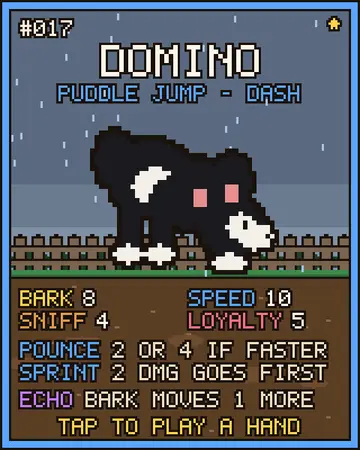 #017
DOMINO
PUDDLE JUMP - DASH
BARK 8 SPEED 10
SNIFF 4 LOYALTY 5
POUNCE 2 OR 4 IF FASTER
SPRINT 2 DMG GOES FIRST
ECHO BARK MOVES 1 MORE
TAP TO PLAY A HAND